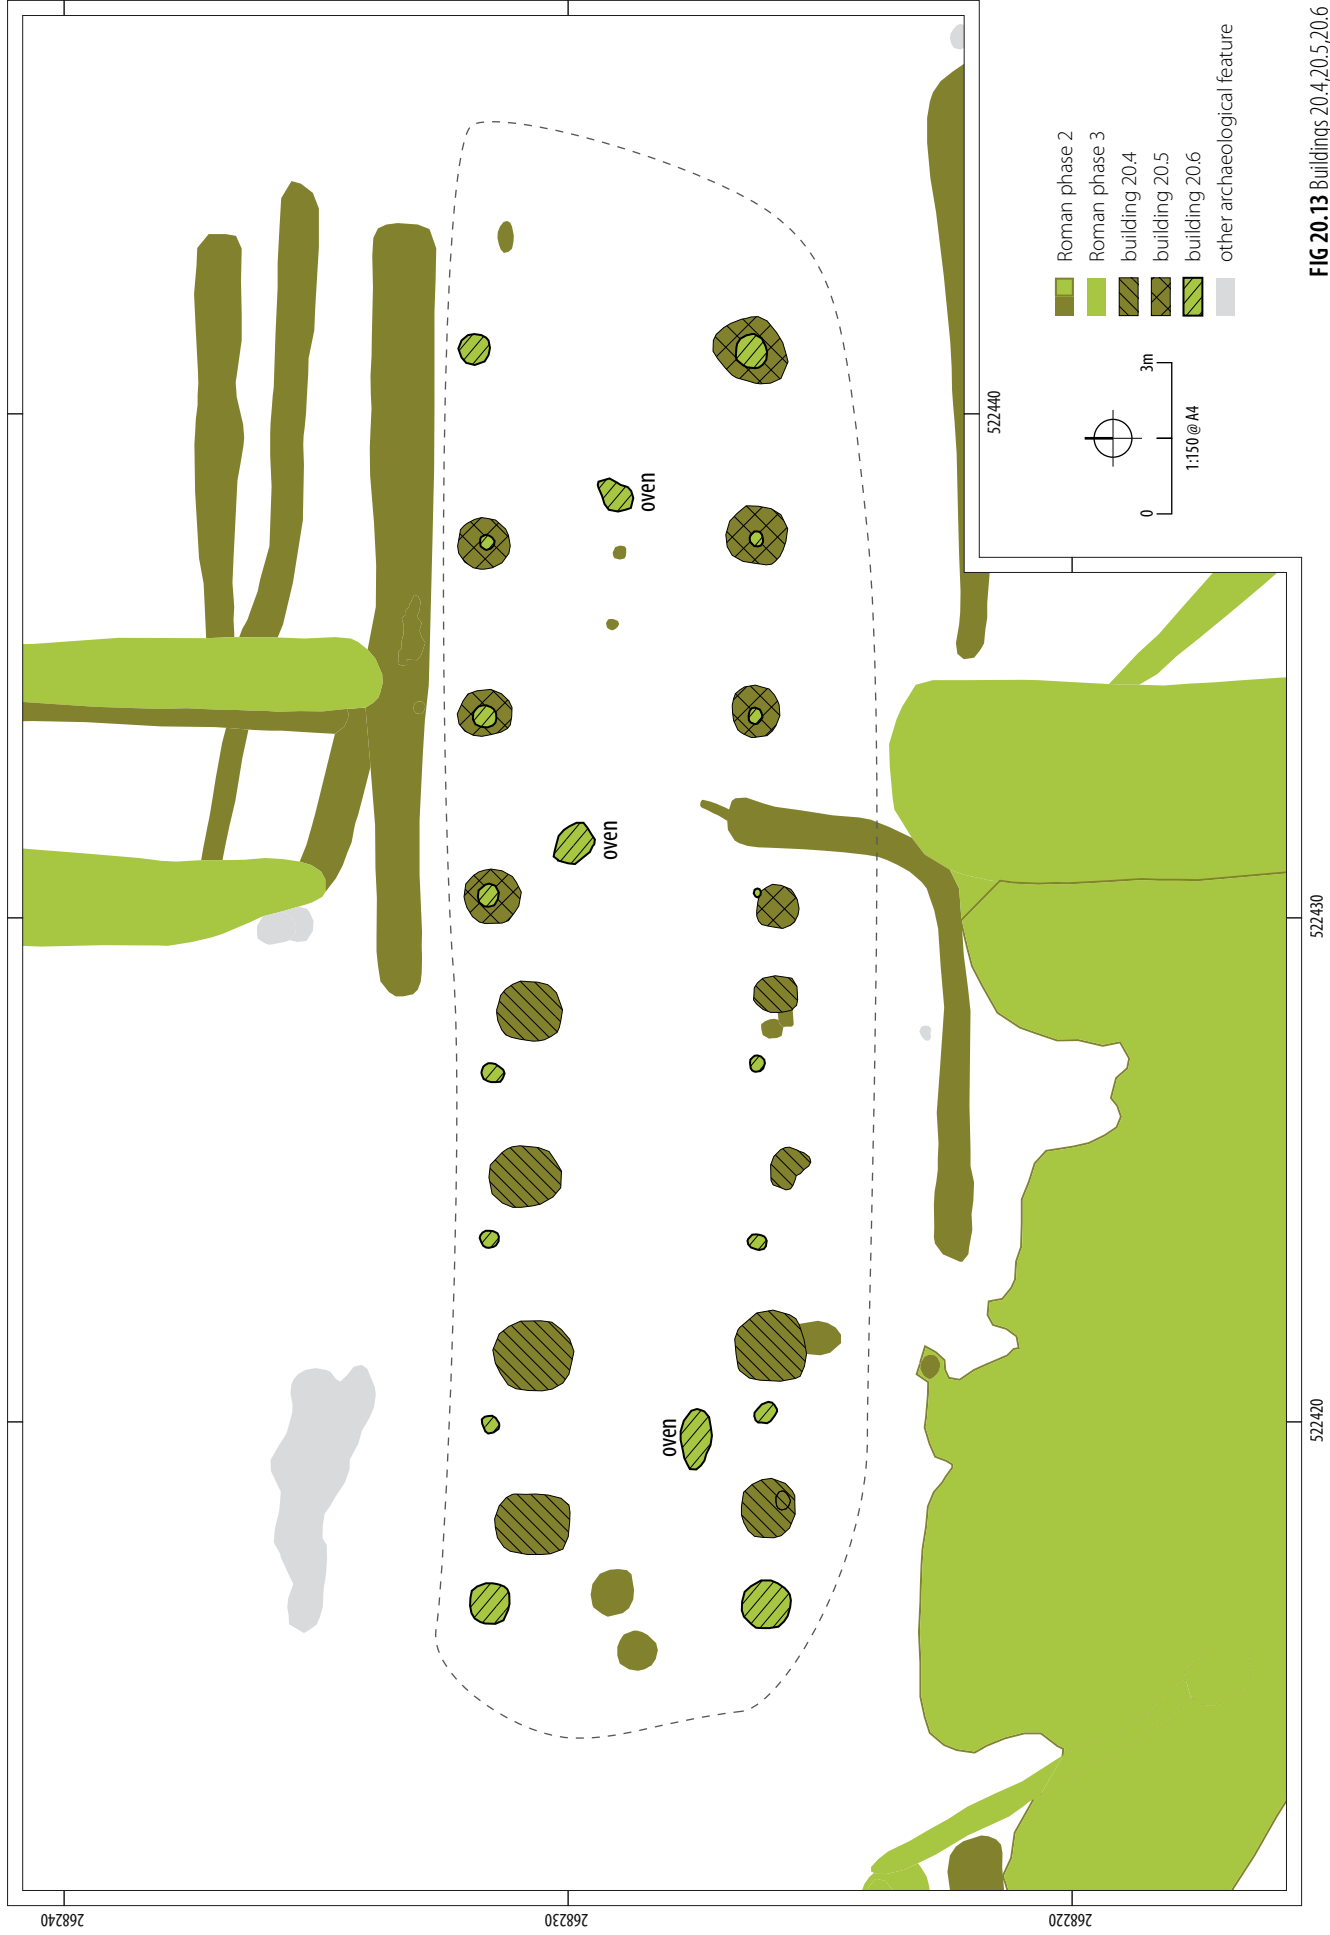 oven
oven
oven
268240
268230
268220
522420
522430
522440
0
3m
1:150 @ A4
Roman phase 2
Roman phase 3
building 20.4
building 20.5
building 20.6
other archaeological feature
FIG 20.13 Buildings 20.4,20.5,20.6